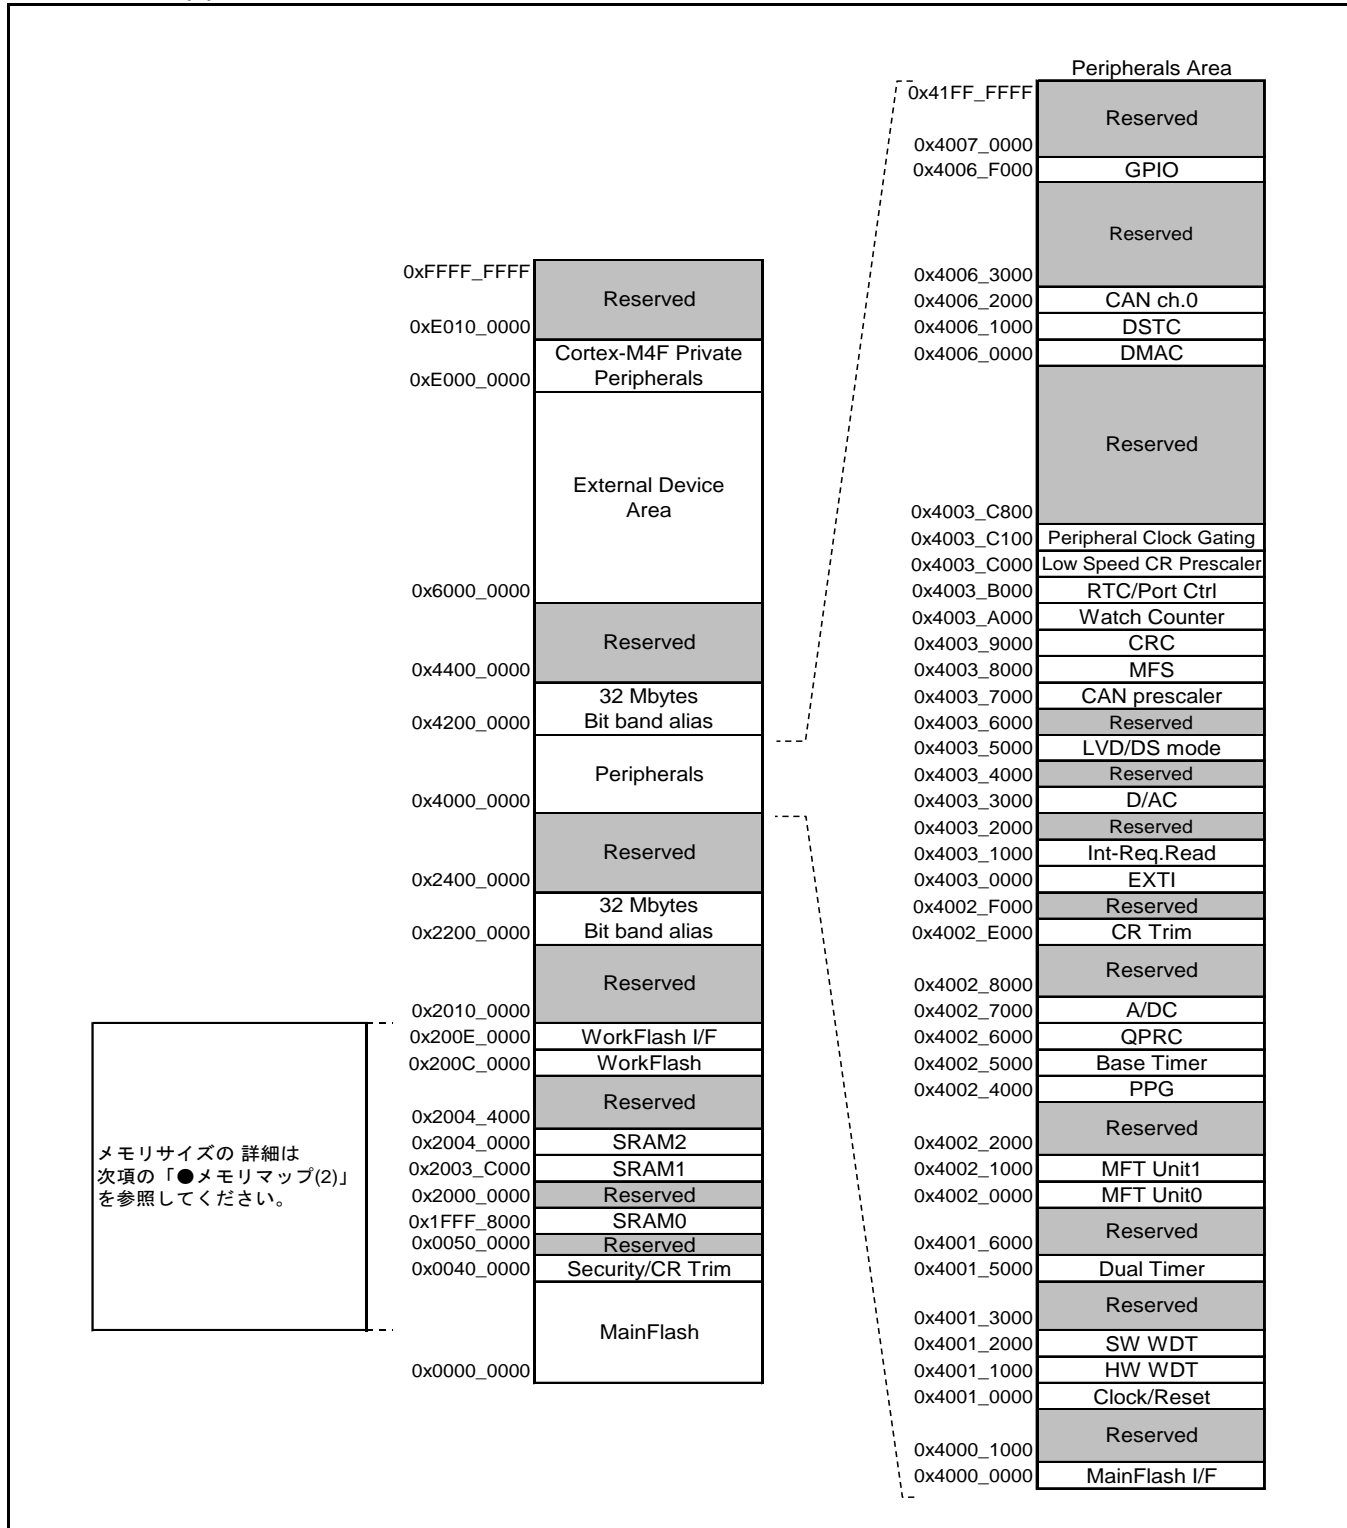 0xFFFF_FFFF
Reserved
0xE010_0000
Cortex-M4F Private
Peripherals
0xE000_0000
External Device
Area
0x6000_0000
Reserved
0x4400_0000
32 Mbytes
Bit band alias
0x4200_0000
Peripherals
0x4000_0000
Reserved
0x2400_0000
32 Mbytes
Bit band alias
0x2200_0000
Reserved
0x2010_0000
0x200E_0000 WorkFlash I/F
0x200C_0000 WorkFlash
Reserved
0x2004_4000
0x2004_0000 SRAM2
0x2003_C000 SRAM1
0x2000_0000 Reserved
0x1FFF_8000 SRAM0
0x0050_0000 Reserved
0x0040_0000 Security/CR Trim
MainFlash
0x0000_0000
メモリサイズの 詳細は
次項の「●メモリマップ(2)」
を参照してください。
Peripherals Area
0x41FF_FFFF
Reserved
0x4007_0000
0x4006_F000 GPIO
Reserved
0x4006_3000
0x4006_2000 CAN ch.0
0x4006_1000 DSTC
0x4006_0000 DMAC
Reserved
0x4003_C800
0x4003_C100 Peripheral Clock Gating
0x4003_C000 Low Speed CR Prescaler
0x4003_B000 RTC/Port Ctrl
0x4003_A000 Watch Counter
0x4003_9000 CRC
0x4003_8000 MFS
0x4003_7000 CAN prescaler
0x4003_6000 Reserved
0x4003_5000 LVD/DS mode
0x4003_4000 Reserved
0x4003_3000 D/AC
0x4003_2000 Reserved
0x4003_1000 Int-Req.Read
0x4003_0000 EXTI
0x4002_F000 Reserved
0x4002_E000 CR Trim
Reserved
0x4002_8000
0x4002_7000 A/DC
0x4002_6000 QPRC
0x4002_5000 Base Timer
0x4002_4000 PPG
Reserved
0x4002_2000
0x4002_1000 MFT Unit1
0x4002_0000 MFT Unit0
Reserved
0x4001_6000
0x4001_5000 Dual Timer
Reserved
0x4001_3000
0x4001_2000 SW WDT
0x4001_1000 HW WDT
0x4001_0000 Clock/Reset
Reserved
0x4000_1000
0x4000_0000 MainFlash I/F